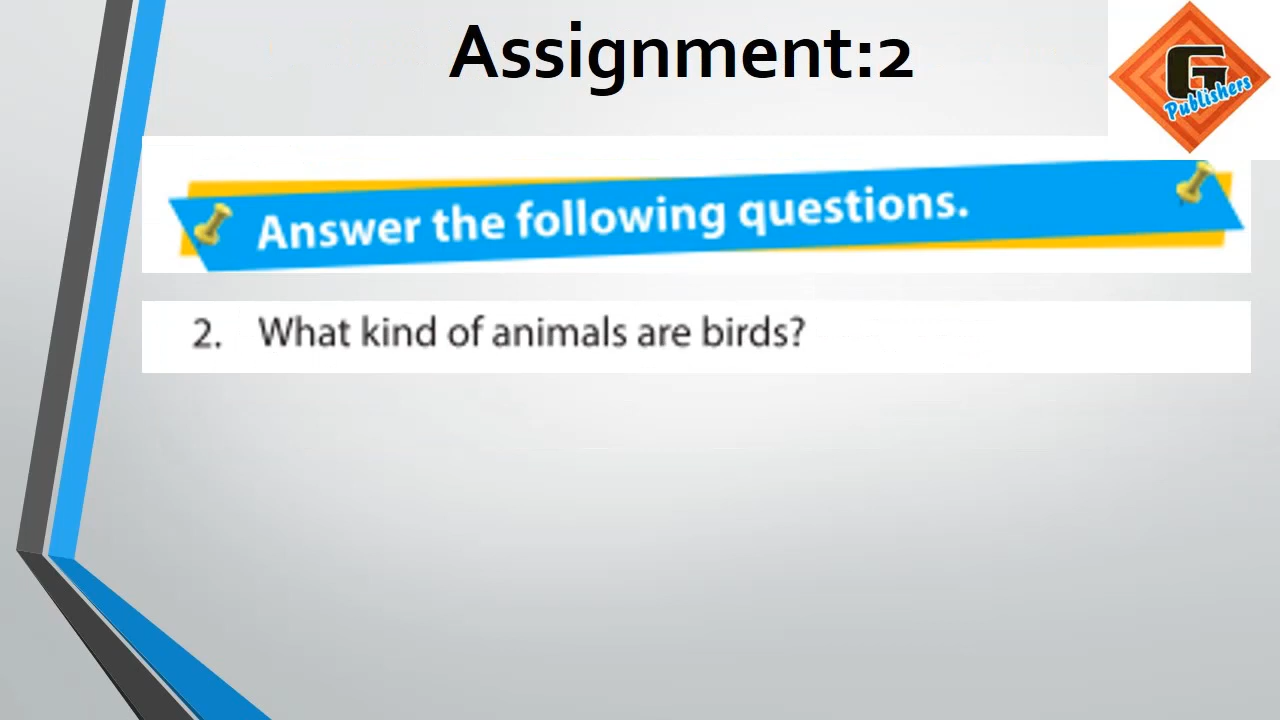 Assignment:2
G
Publishers
Answer the following questions.
2. What kind of animals are birds?